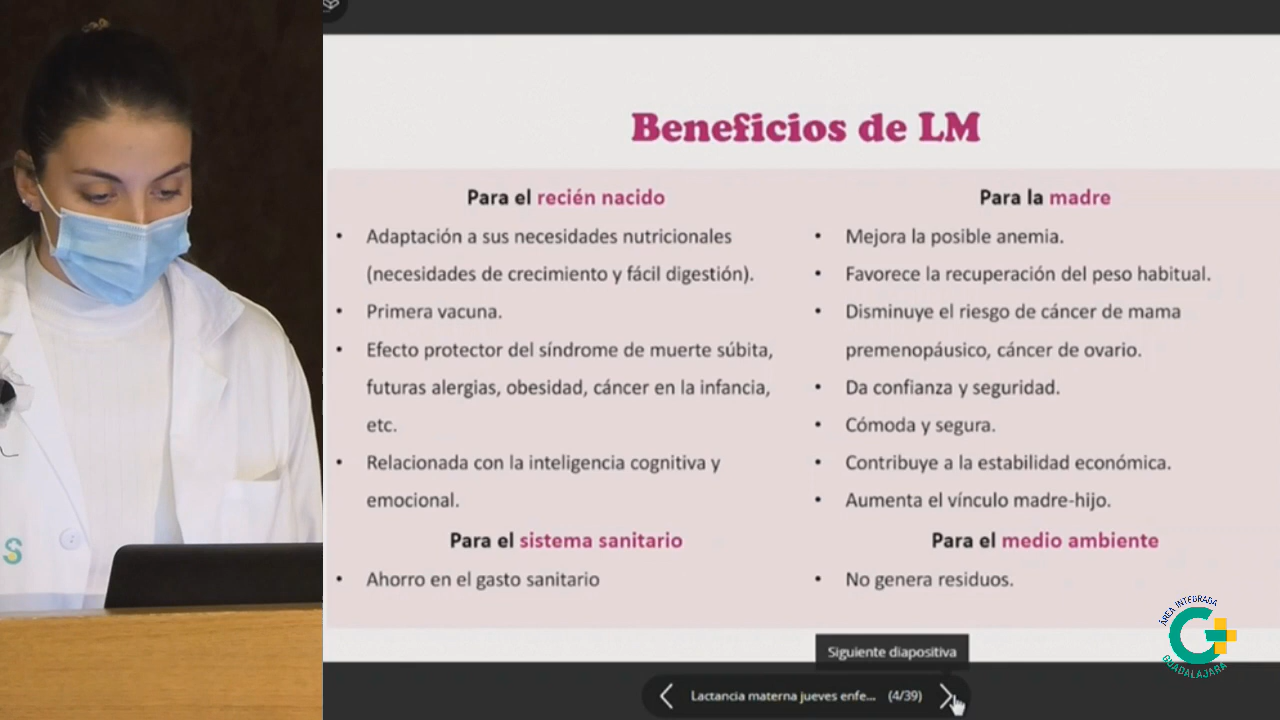 Beneficios de LM
Para el recién nacido
• Adaptación a sus necesidades nutricionales
(necesidades de crecimiento y fácil digestión).
• Primera vacuna.
• Efecto protector del síndrome de muerte súbita,
futuras alergias, obesidad, cáncer en la infancia,
etc.
• Relacionada con la inteligencia cognitiva y
emocional.
Para el sistema sanitario
• Ahorro en el gasto sanitario
Para la madre
• Mejora la posible anemia.
• Favorece la recuperación del peso habitual.
• Disminuye el riesgo de cáncer de mama
premenopáusico, cáncer de ovario.
• Da confianza y seguridad.
• Cómoda y segura.
• Contribuye a la estabilidad económica.
• Aumenta el vínculo madre-hijo.
Para el medio ambiente
• No genera residuos.
ÁREA INTEGRADA
GUADALAJARA
Siguiente diapositiva
Lactancia materna jueves enfe... (4/39)
S